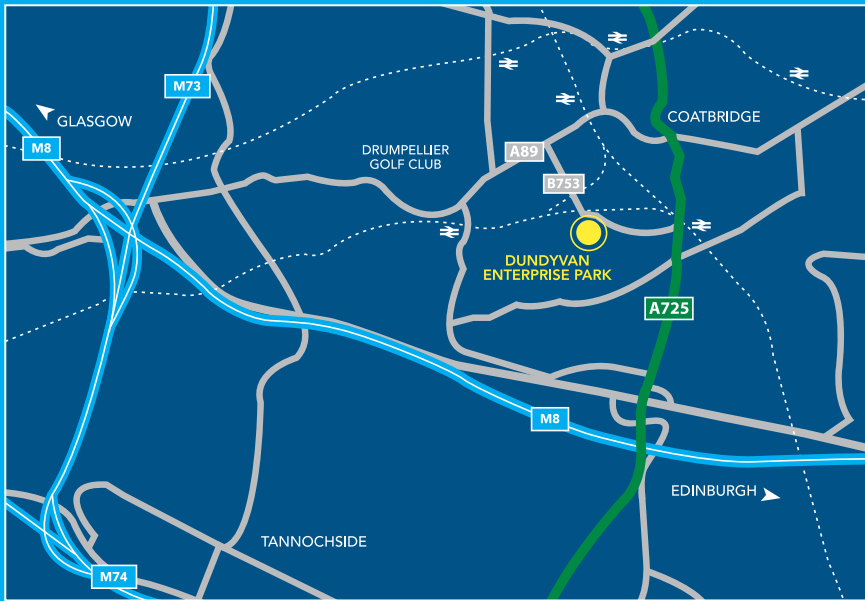 M73
GLASGOW
M8
COATBRIDGE
DRUMPELLIER
GOLF CLUB
A89
B753
DUNDYVAN
ENTERPRISE PARK
A725
M8
EDINBURGH
TANNOCHSIDE
M74